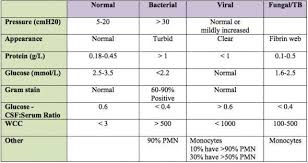 Normal Bacterial Viral Fungal/TB
Pressure (cmH20) 5-20 > 30 Normal or mildly increased
Appearance Normal Turbid Clear Fibrin web
Protein (g/L) 0.18-0.45 > 1 < 1 0.1-0.5
Glucose (mmol/L) 2.5-3.5 <2.2 Normal 1.6-2.5
Gram stain Normal 60-90% Positive Normal
Glucose - CSF:Serum Ratio 0.6 < 0.4 > 0.6 < 0.4
WCC < 3 > 500 < 1000 100-500
Other 90% PMN Monocytes Monocytes
10% have >90% PMN
30% have >50% PMN